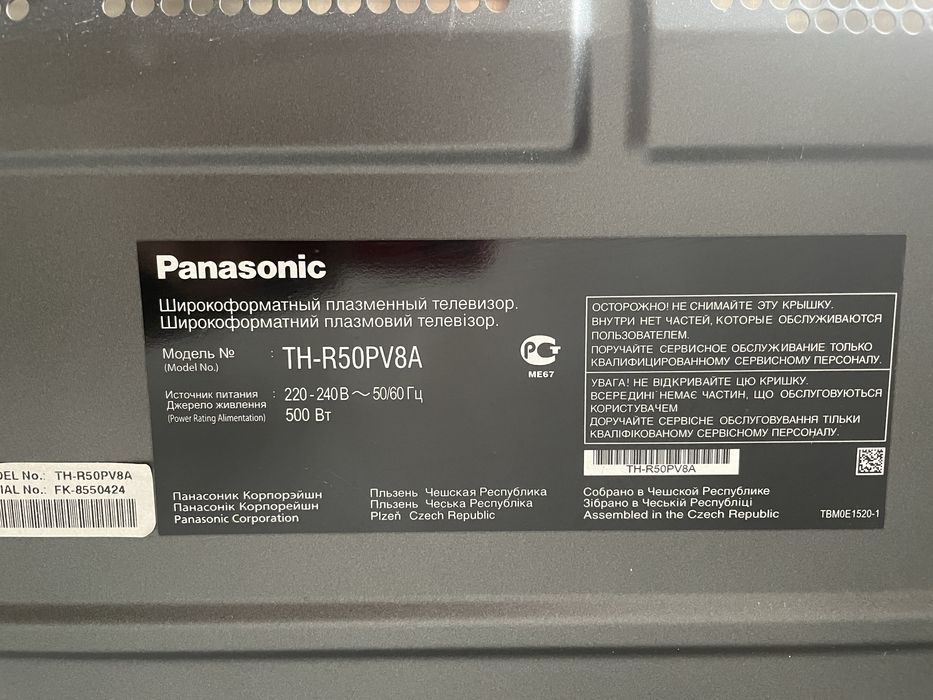 Panasonic
Широкоформатный плазменный телевизор.
Широкоформатний плазмовий телевізор.
Модель № : TH-R50PV8A
(Model No.)
Источник питания : 220-240 В ~ 50/60 Гц
Джерело живлення
(Power Rating Alimentation) 500 Вт
РСТ
ME67
ОСТОРОЖНО! НЕ СНИМАЙТЕ ЭТУ КРЫШКУ.
ВНУТРИ НЕТ ЧАСТЕЙ, КОТОРЫЕ ОБСЛУЖИВАЮТСЯ
ПОЛЬЗОВАТЕЛЕМ.
ПОРУЧАЙТЕ СЕРВИСНОЕ ОБСЛУЖИВАНИЕ ТОЛЬКО
КВАЛИФИЦИРОВАННОМУ СЕРВИСНОМУ ПЕРСОНАЛУ.
УВАГА! НЕ ВІДКРИВАЙТЕ ЦЮ КРИШКУ.
ВСЕРЕДИНІ НЕМАЄ ЧАСТИН, ЩО ОБСЛУГОВУЮТЬСЯ
КОРИСТУВАЧЕМ
ДОРУЧАЙТЕ СЕРВІСНЕ ОБСЛУГОВУВАННЯ ТІЛЬКИ
КВАЛІФІКОВАНОМУ СЕРВІСНОМУ ПЕРСОНАЛУ.
TH-R50PV8A
DEL No.: TH-R50PV8A
IAL No.: FK-8550424
Панасоник Корпорэйшн
Панасонік Корпорейшн
Panasonic Corporation
Пльзень Чешская Республика
Пльзень Чеська Республіка
Plzeň Czech Republic
Собрано в Чешской Республике
Зібрано в Чеській Республіці
Assembled in the Czech Republic
TBM0E1520-1